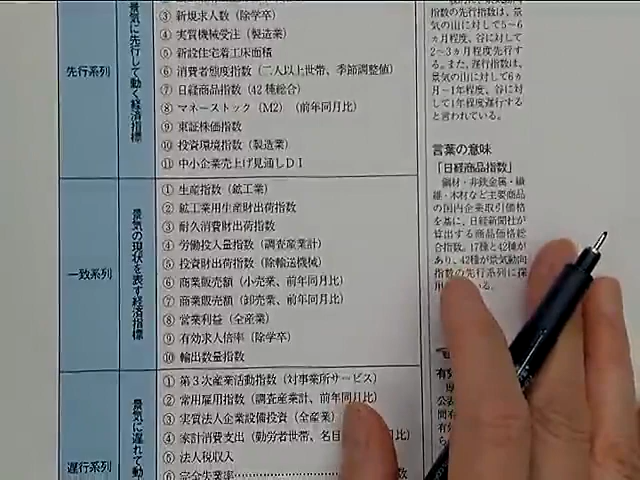 先行系列
景気に先行して動く経済指標
③ 新規求人数（除学卒）
④ 実質機械受注（製造業）
⑤ 新設住宅着工床面積
⑥ 消費者態度指数（二人以上世帯、季節調整値）
⑦ 日経商品指数（42種総合）
⑧ マネーストック（M2）（前年同月比）
⑨ 東証株価指数
⑩ 投資環境指数（製造業）
⑪ 中小企業売上げ見通しＤＩ
一致系列
景気の現状を表す経済指標
① 生産指数（鉱工業）
② 鉱工業用生産財出荷指数
③ 耐久消費財出荷指数
④ 労働投入量指数（調査産業計）
⑤ 投資財出荷指数（除輸送機械）
⑥ 商業販売額（小売業、前年同月比）
⑦ 商業販売額（卸売業、前年同月比）
⑧ 営業利益（全産業）
⑨ 有効求人倍率（除学卒）
⑩ 輸出数量指数
遅行系列
景気に遅れて動
① 第３次産業活動指数（対事業所サービス）
② 常用雇用指数（調査産業計、前年同月比）
③ 実質法人企業設備投資（全産業）
④ 家計消費支出（勤労者世帯、名目 月比）
⑤ 法人税収入
⑥ 完全失業率
指数の先行指数は、景
気の山に対して5～6
ヵ月程度、谷に対して
2～3ヵ月程度先行す
る。また、遅行指数は、
景気の山に対して6ヵ
月～1年程度、谷に対
して1年程度遅行する
と言われている。
言葉の意味
「日経商品指数」
鋼材・非鉄金属・繊
維・木材など主要商品
の国内企業取引価格
を基に、日経新聞社が
算出する商品価格総
合指数。17種と42種が
あり、42種が景気動向
指数の先行系列に採
いる。